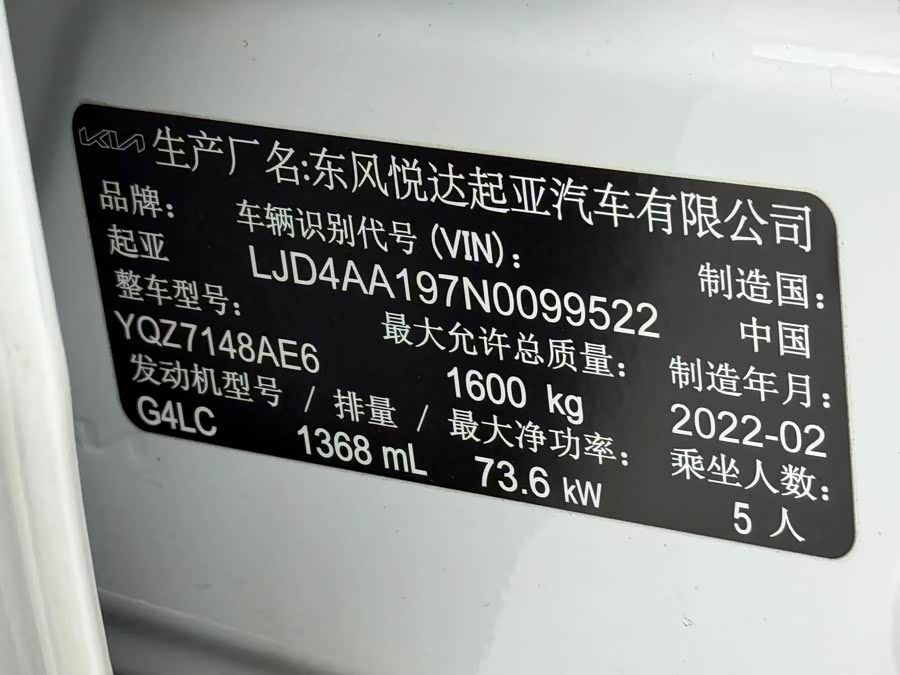 KIA 生产厂名:东风悦达起亚汽车有限公司
品牌: 车辆识别代号 (VIN): 制造国:
起亚 LJD4AA197N0099522 中国
整车型号: 最大允许总质量: 制造年月:
YQZ7148AE6 1600 kg 2022-02
发动机型号 / 排量 / 最大净功率: 乘坐人数:
G4LC 1368 mL 73.6 kW 5 人